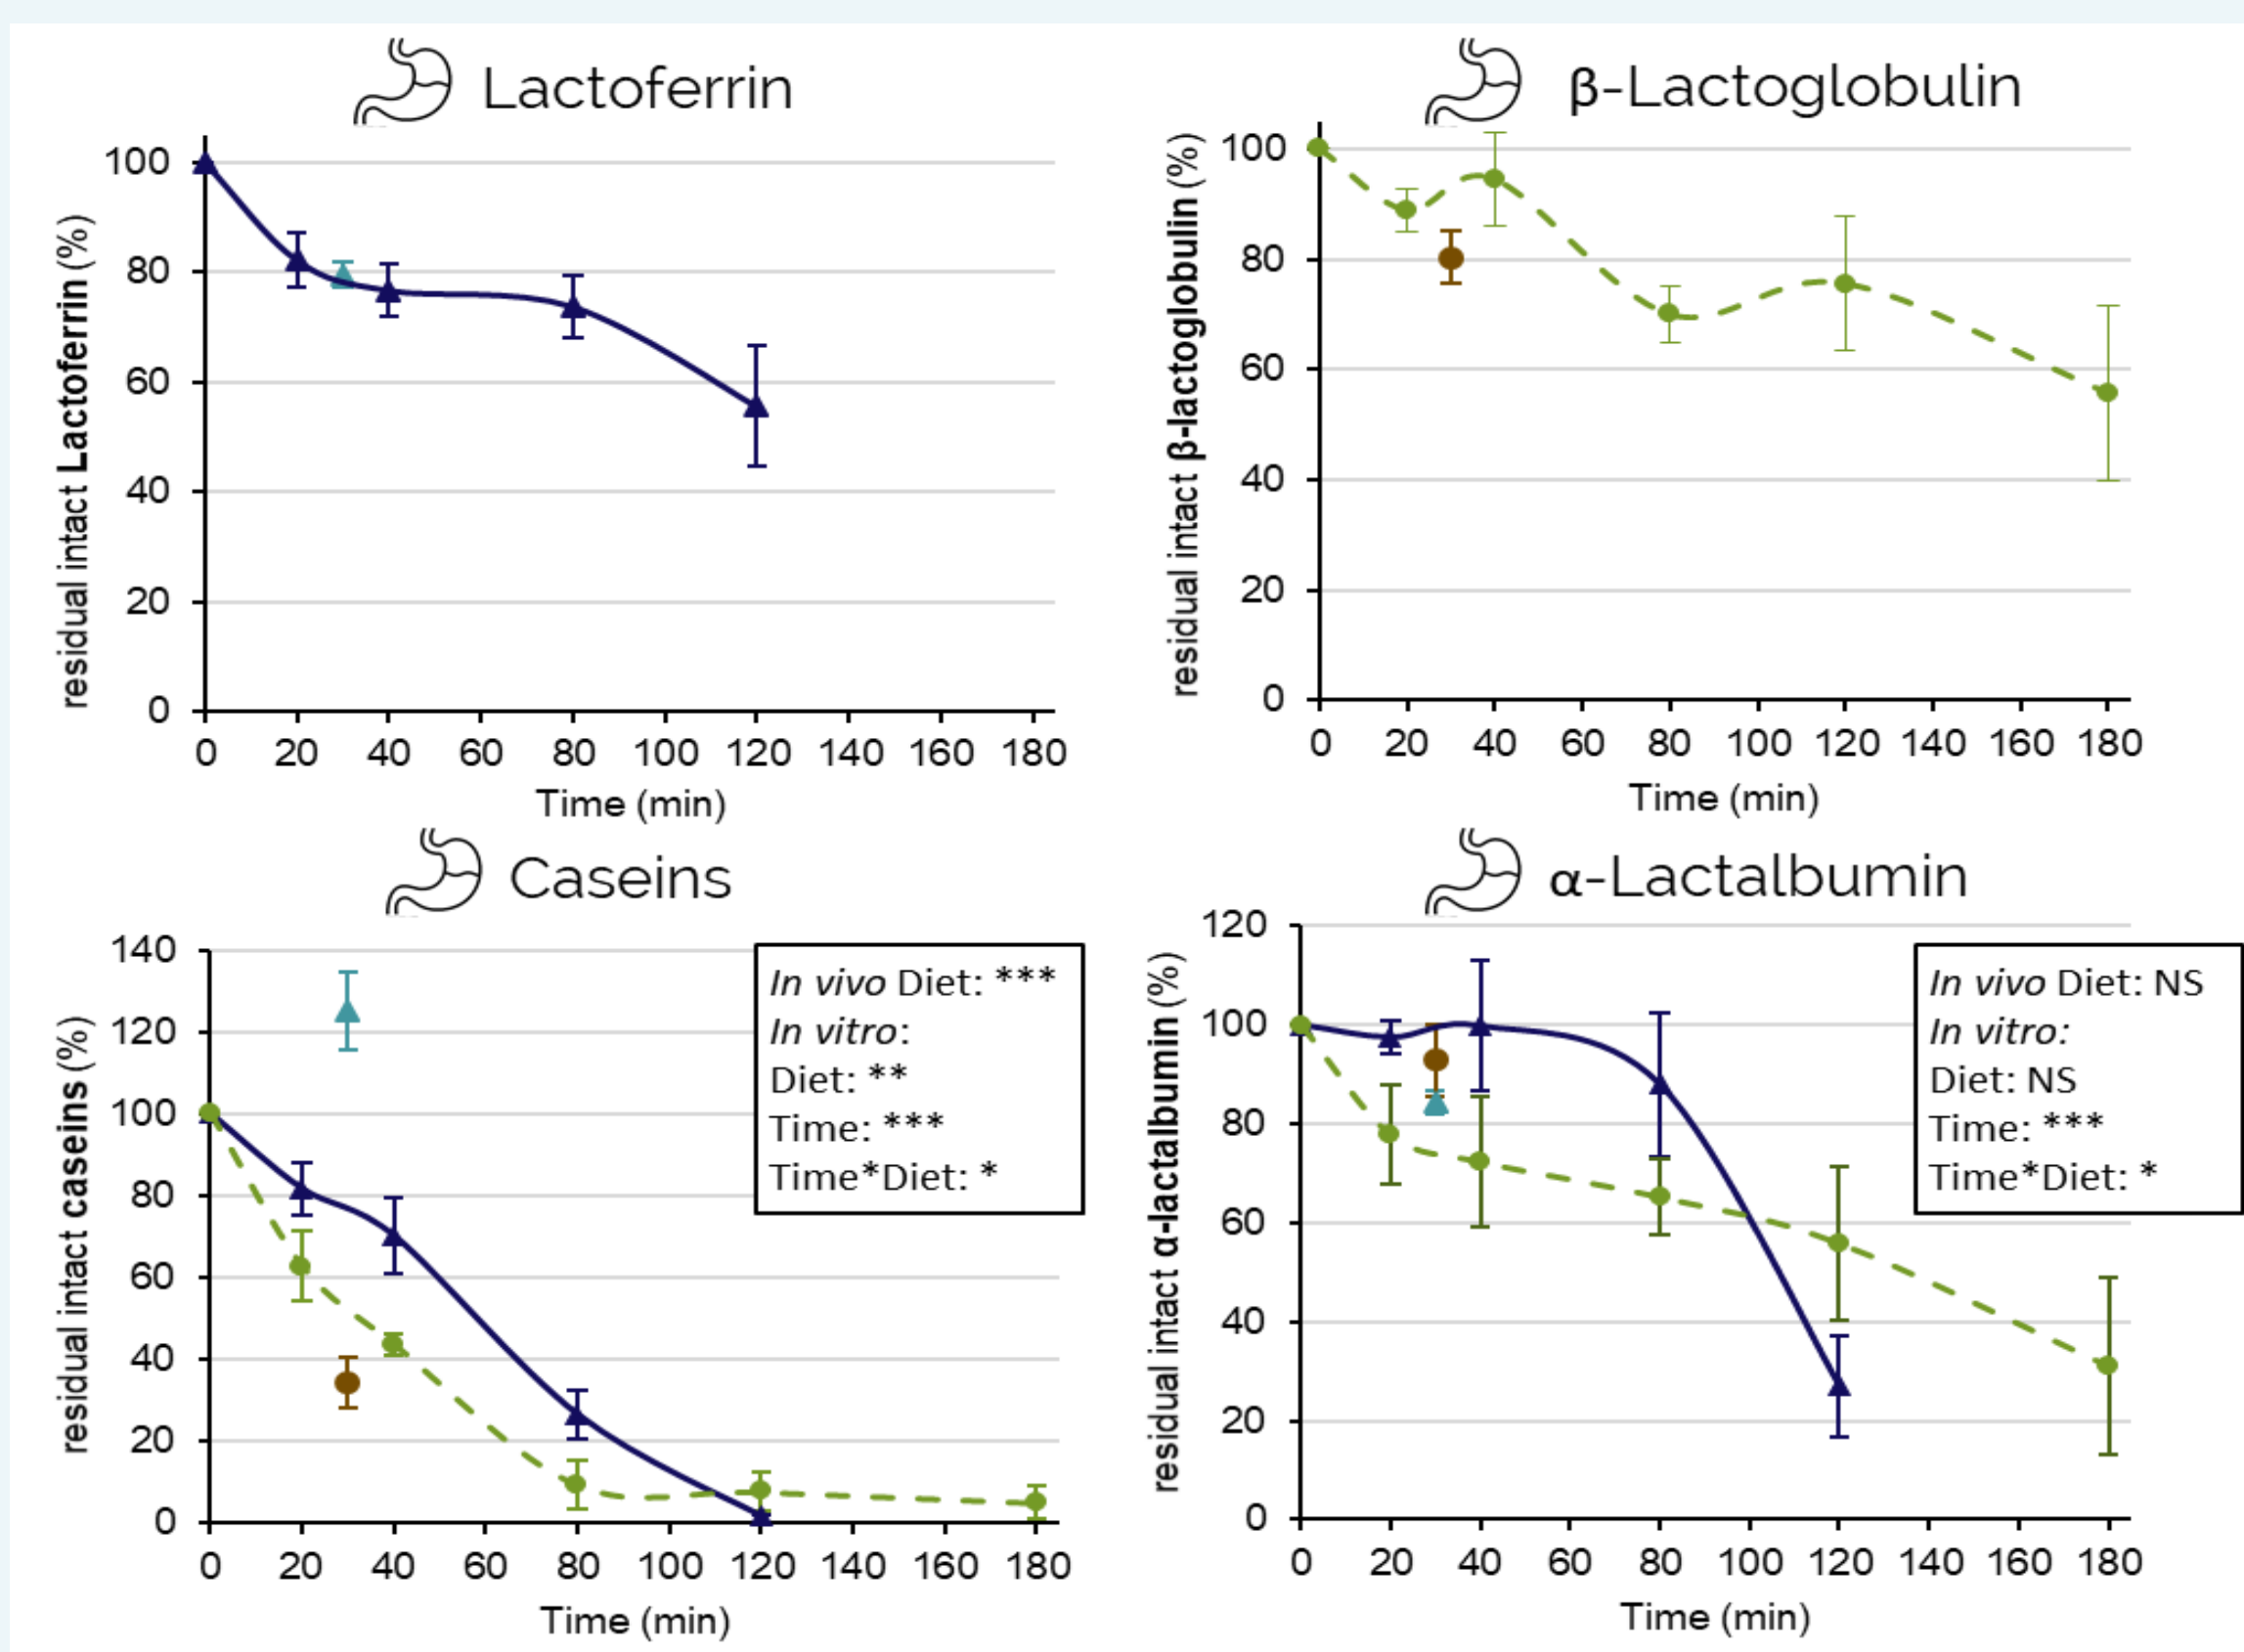 Lactoferrin
residual intact Lactoferrin (%)
100
80
60
40
20
0
0 20 40 60 80 100 120 140 160 180
Time (min)
β-Lactoglobulin
residual intact β-lactoglobulin (%)
100
80
60
40
20
0
0 20 40 60 80 100 120 140 160 180
Time (min)
Caseins
residual intact caseins (%)
140
120
100
80
60
40
20
0
0 20 40 60 80 100 120 140 160 180
Time (min)
In vivo Diet: ***
In vitro:
Diet: **
Time: ***
Time*Diet: *
α-Lactalbumin
residual intact α-lactalbumin (%)
120
100
80
60
40
20
0
0 20 40 60 80 100 120 140 160 180
Time (min)
In vivo Diet: NS
In vitro:
Diet: NS
Time: ***
Time*Diet: *